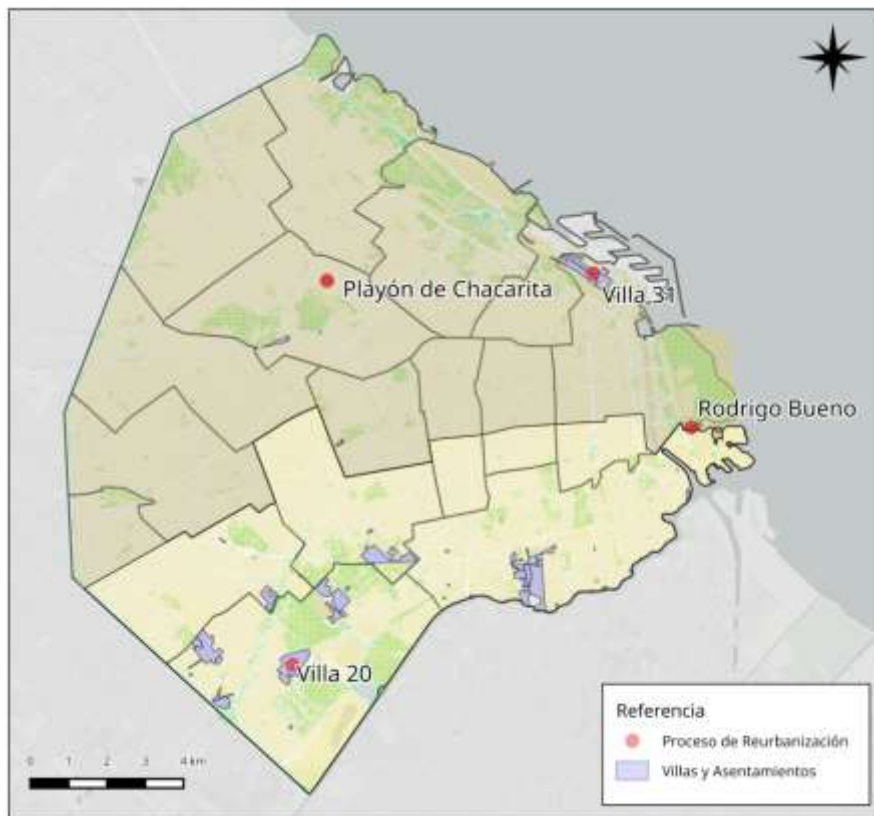 Playón de Chacarita
Villa 31
Rodrigo Bueno
Villa 20
Referencia
Proceso de Reurbanización
Villas y Asentamientos
0 1 2 3 4 km